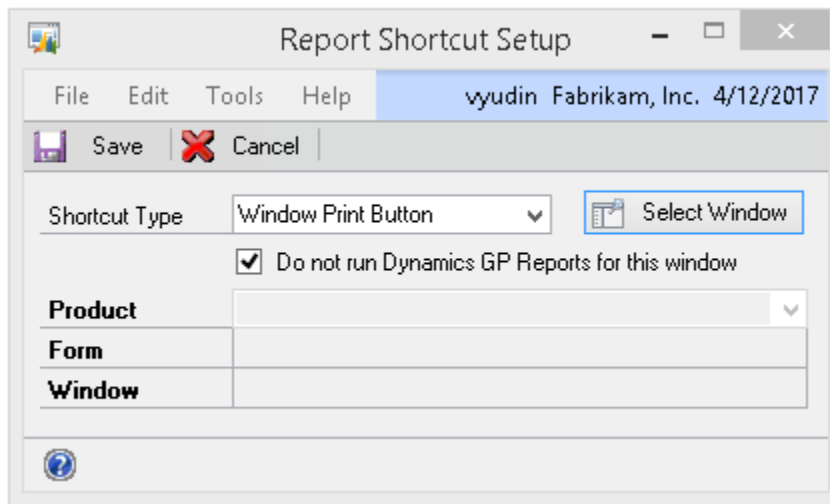 Report Shortcut Setup
File Edit Tools Help vyudin Fabrikam, Inc. 4/12/2017
Save Cancel
Shortcut Type Window Print Button Select Window
Do not run Dynamics GP Reports for this window
Product
Form
Window